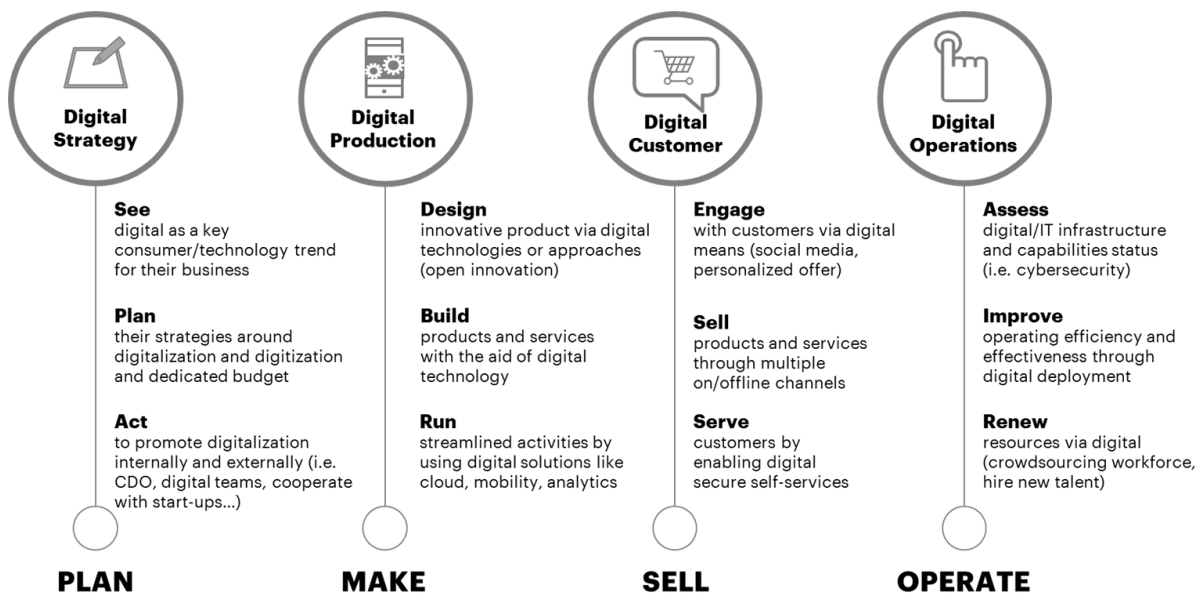 Digital
Strategy
See
digital as a key
consumer/technology trend
for their business
Plan
their strategies around
digitalization and digitization
and dedicated budget
Act
to promote digitalization
internally and externally (i.e.
CDO, digital teams, cooperate
with start-ups...)
PLAN
Digital
Production
Design
innovative product via digital
technologies or approaches
(open innovation)
Build
products and services
with the aid of digital
technology
Run
streamlined activities by
using digital solutions like
cloud, mobility, analytics
MAKE
Digital
Customer
Engage
with customers via digital
means (social media,
personalized offer)
Sell
products and services
through multiple
on/offline channels
Serve
customers by
enabling digital
secure self-services
SELL
Digital
Operations
Assess
digital/IT infrastructure
and capabilities status
(i.e. cybersecurity)
Improve
operating efficiency and
effectiveness through
digital deployment
Renew
resources via digital
(crowdsourcing workforce,
hire new talent)
OPERATE